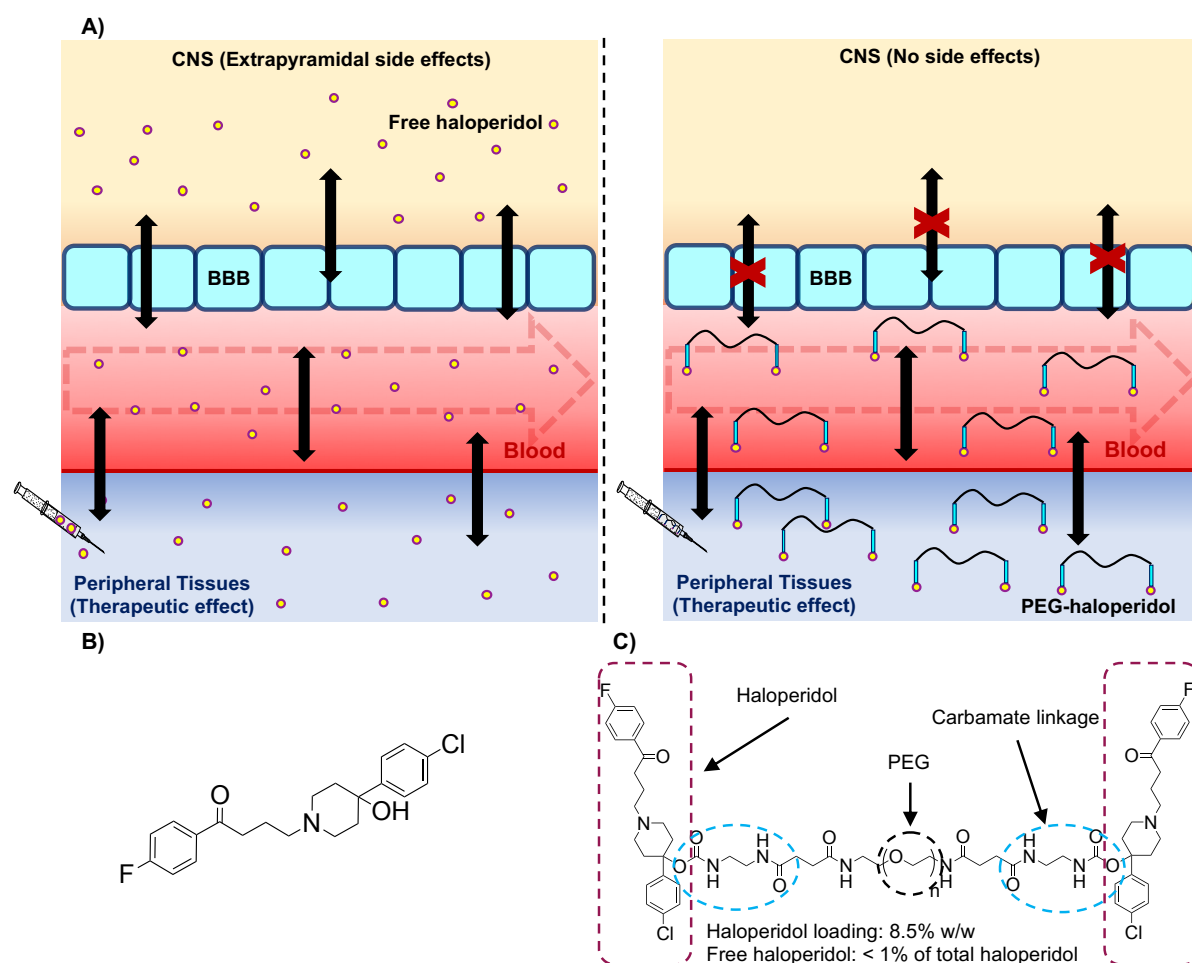 A)
CNS (Extrapyramidal side effects)
Free haloperidol
BBB
Blood
Peripheral Tissues
(Therapeutic effect)
CNS (No side effects)
BBB
Blood
Peripheral Tissues
(Therapeutic effect)
PEG-haloperidol
B)
O
F
N
OH
Cl
C)
F
O
N
Cl
Haloperidol
PEG
Carbamate linkage
F
O
N
Cl
O
O
N
H
H
N
O
O
N
H
O
n
N
H
O
O
H
N
N
H
O
O
Haloperidol loading: 8.5% w/w
Free haloperidol: < 1% of total haloperidol